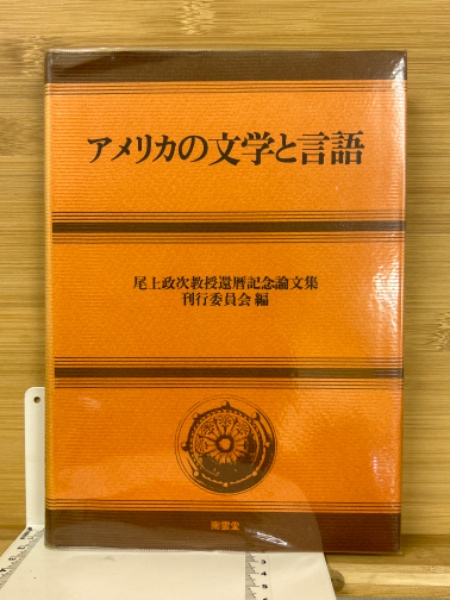 アメリカの文学と言語
尾上政次教授還暦記念論文集
刊行委員会編
南雲堂